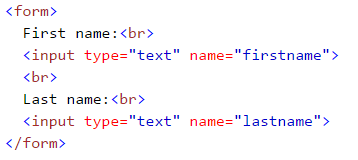 <form>
First name:<br>
<input type="text" name="firstname">
<br>
Last name:<br>
<input type="text" name="lastname">
</form>